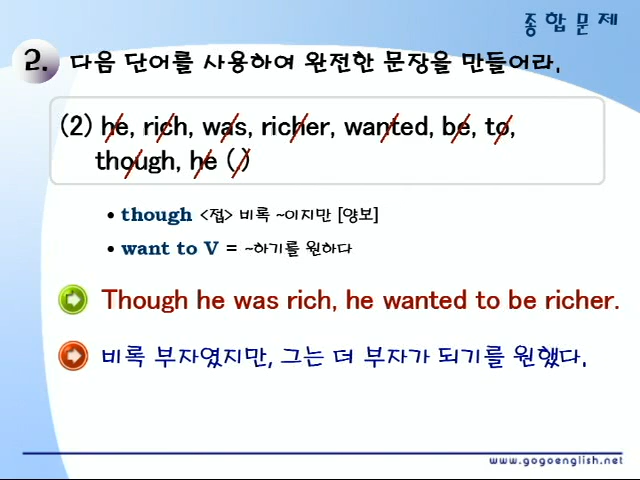 종합문제
2. 다음 단어를 사용하여 완전한 문장을 만들어라.
(2) he, rich, was, richer, wanted, be, to,
though, he (,)
• though <접> 비록 ~이지만 [양보]
• want to V = ~하기를 원하다
Though he was rich, he wanted to be richer.
비록 부자였지만, 그는 더 부자가 되기를 원했다.
www.gogoenglish.net